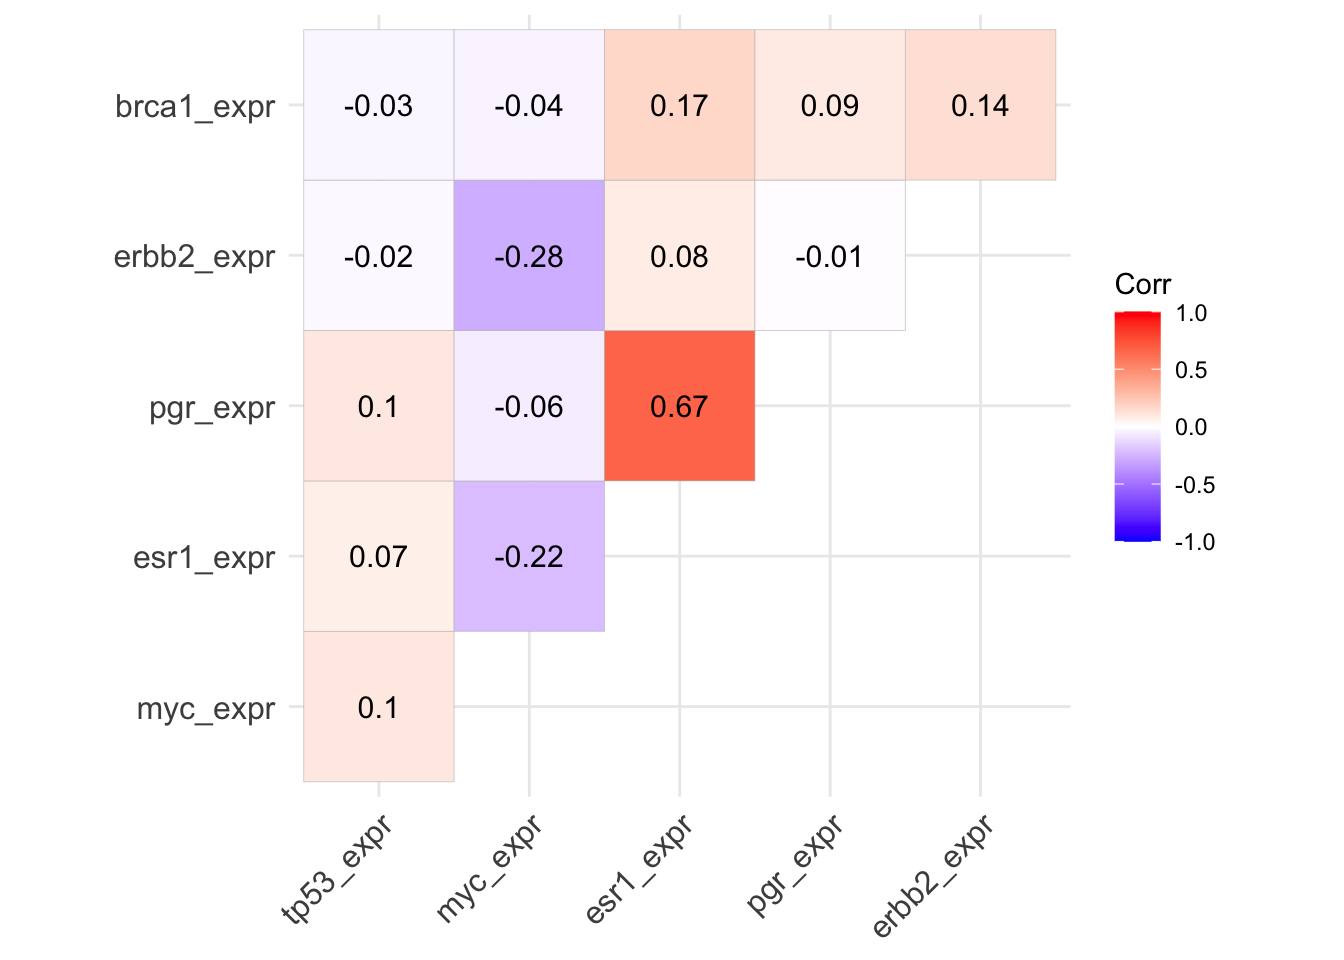 brca1_expr -0.03 -0.04 0.17 0.09 0.14
erbb2_expr -0.02 -0.28 0.08 -0.01
pgr_expr 0.1 -0.06 0.67
esr1_expr 0.07 -0.22
myc_expr 0.1
tp53_expr myc_expr esr1_expr pgr_expr erbb2_expr
Corr
1.0
0.5
0.0
-0.5
-1.0